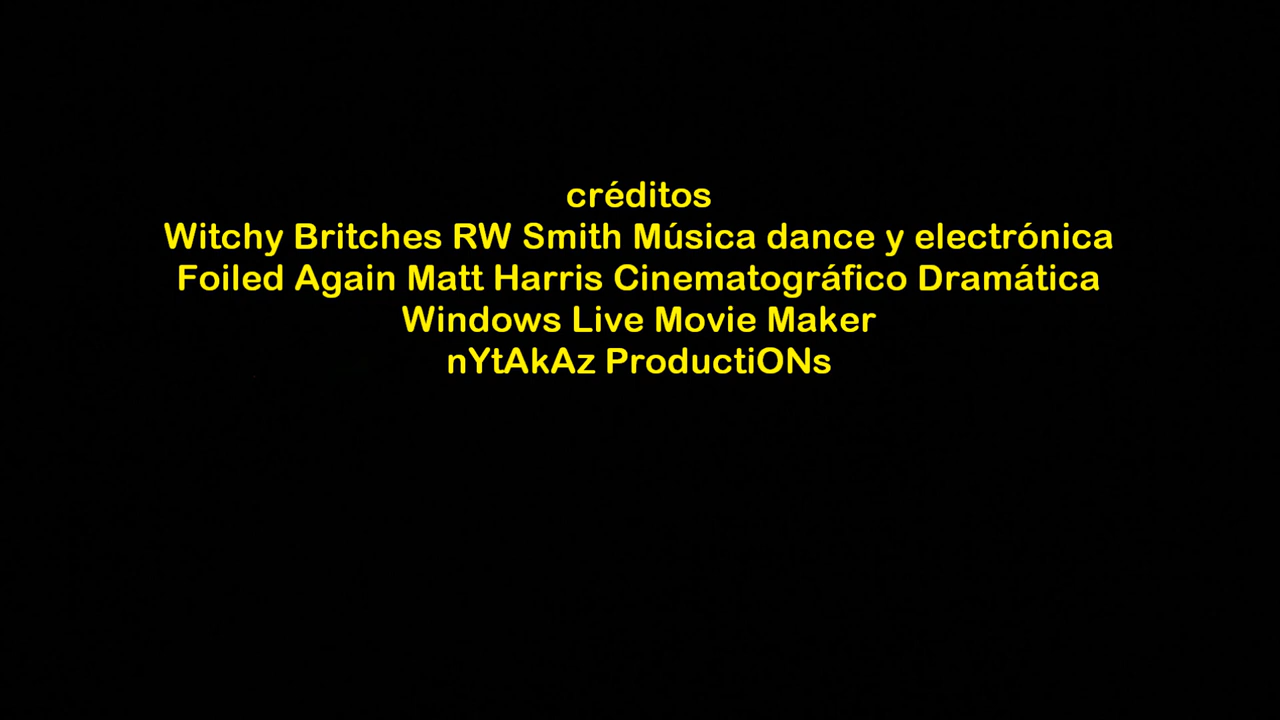 créditos
Witchy Britches RW Smith Música dance y electrónica
Foiled Again Matt Harris Cinematográfico Dramática
Windows Live Movie Maker
nYtAkAz ProductiONs